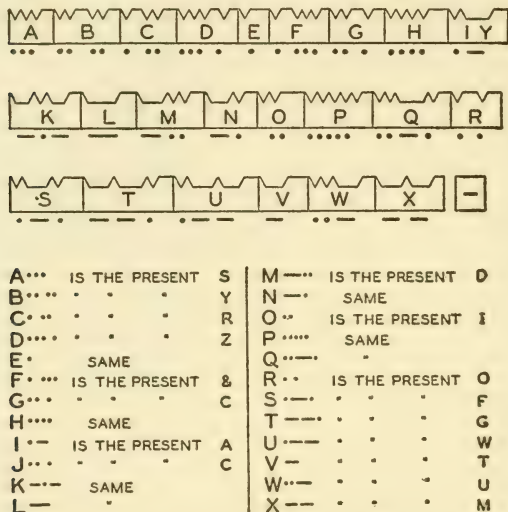 A B C D E F G H I Y
••• •• •• • •• ••• • • • ••• •• • •••• • —
K L M N O P Q R
— • — — — • • — • •• ••••• •• — • • •
S T U V W X
• — • — — • • — — — •• — — —
-
A ••• IS THE PRESENT S
B •• •• " " " Y
C • •• " " " R
D ••• • " " " Z
E • SAME
F • ••• IS THE PRESENT &
G •• • " " " C
H •••• SAME
I • — IS THE PRESENT A
J •• • " " " C
K — • — SAME
L — "
M — •• IS THE PRESENT D
N — • SAME
O •• IS THE PRESENT I
P ••••• SAME
Q •• — • "
R • • IS THE PRESENT O
S • — • " " " F
T — — • " " " G
U • — — " " " W
V — " " " T
W •• — " " " U
X — — " " " M